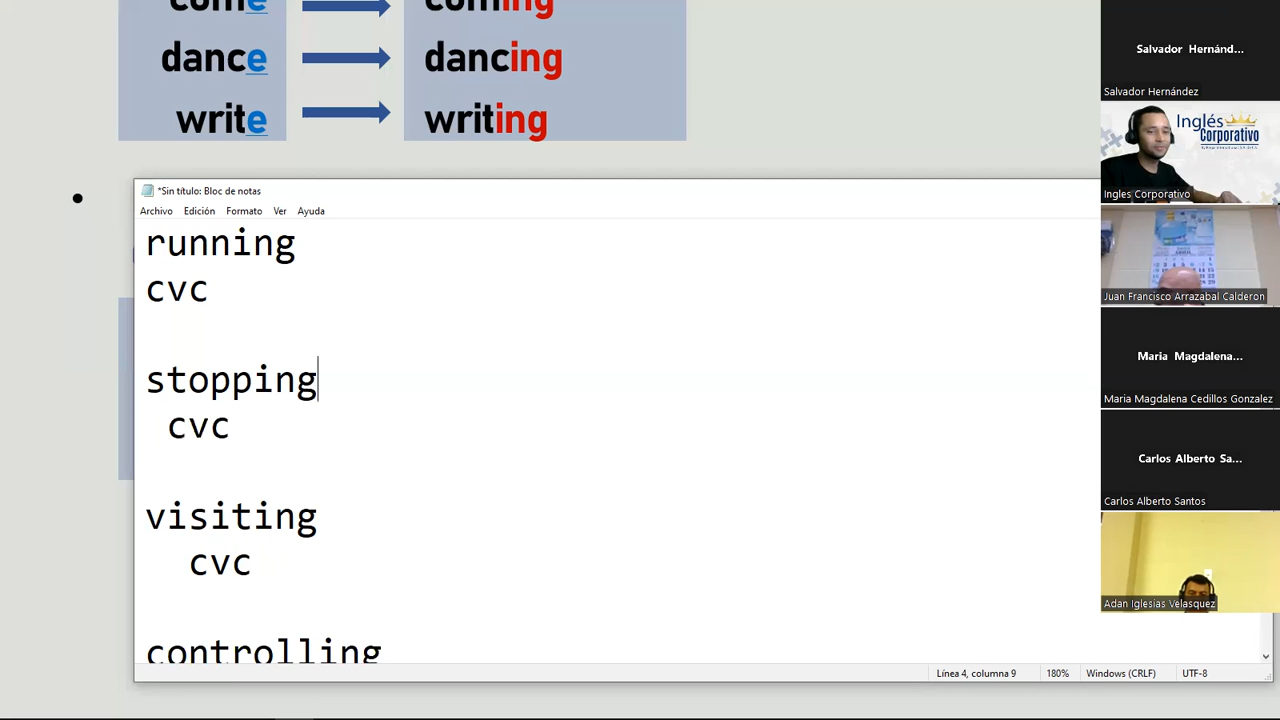 come coming
dance dancing
write writing
*Sin título: Bloc de notas
Archivo Edición Formato Ver Ayuda
running
cvc
stopping
cvc
visiting
cvc
controlling
Línea 4, columna 9 180% Windows (CRLF) UTF-8
Salvador Hernánd...
Salvador Hernández
Inglés
Corporativo
Ingles Corporativo
Juan Francisco Arrazabal Calderon
Maria Magdalena...
Maria Magdalena Cedillos Gonzalez
Carlos Alberto Sa...
Carlos Alberto Santos
Adan Iglesias Velasquez